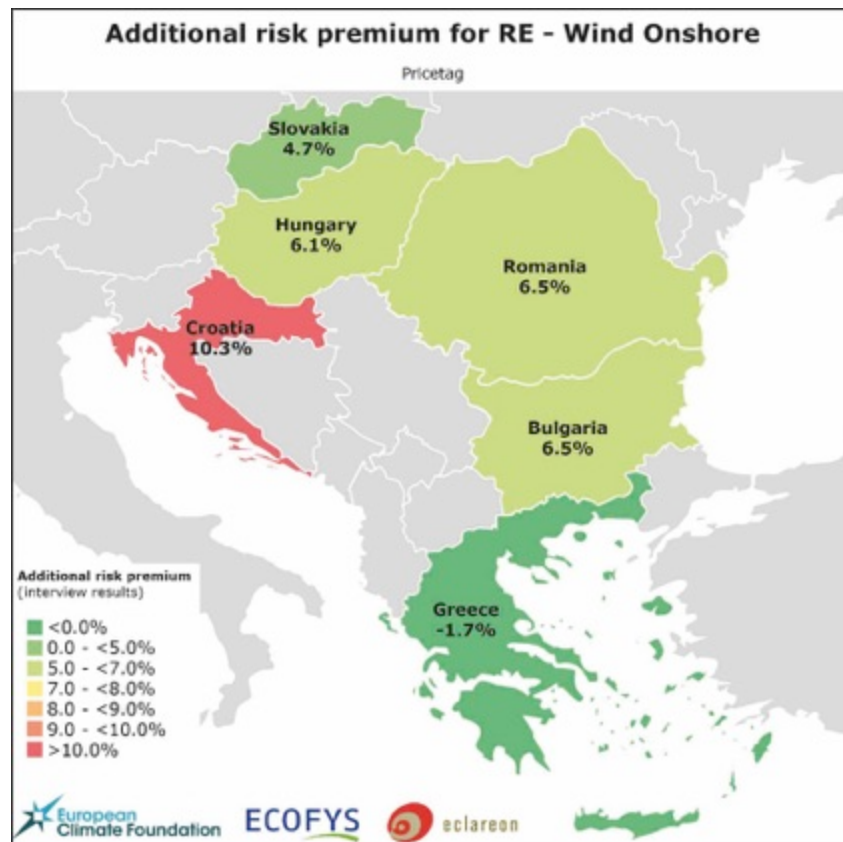 Additional risk premium for RE - Wind Onshore
Pricetag
Slovakia
4.7%
Hungary
6.1%
Romania
6.5%
Croatia
10.3%
Bulgaria
6.5%
Greece
-1.7%
Additional risk premium
(interview results)
<0.0%
0.0 - <5.0%
5.0 - <7.0%
7.0 - <8.0%
8.0 - <9.0%
9.0 - <10.0%
>10.0%
European
Climate Foundation
ECOFYS
eclareon